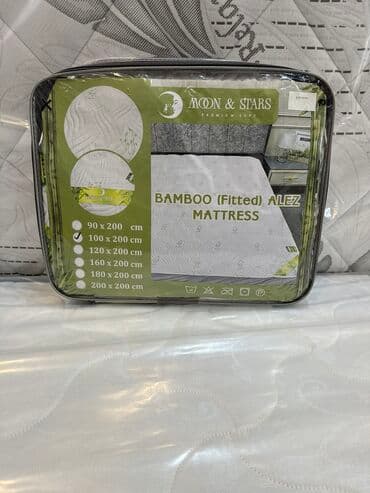 MOON & STARS
PREMIUM SOFT
BAMBOO (Fitted) ALEZ
MATTRESS
90 x 200 cm
100 x 200 cm
120 x 200 cm
160 x 200 cm
180 x 200 cm
200 x 200 cm